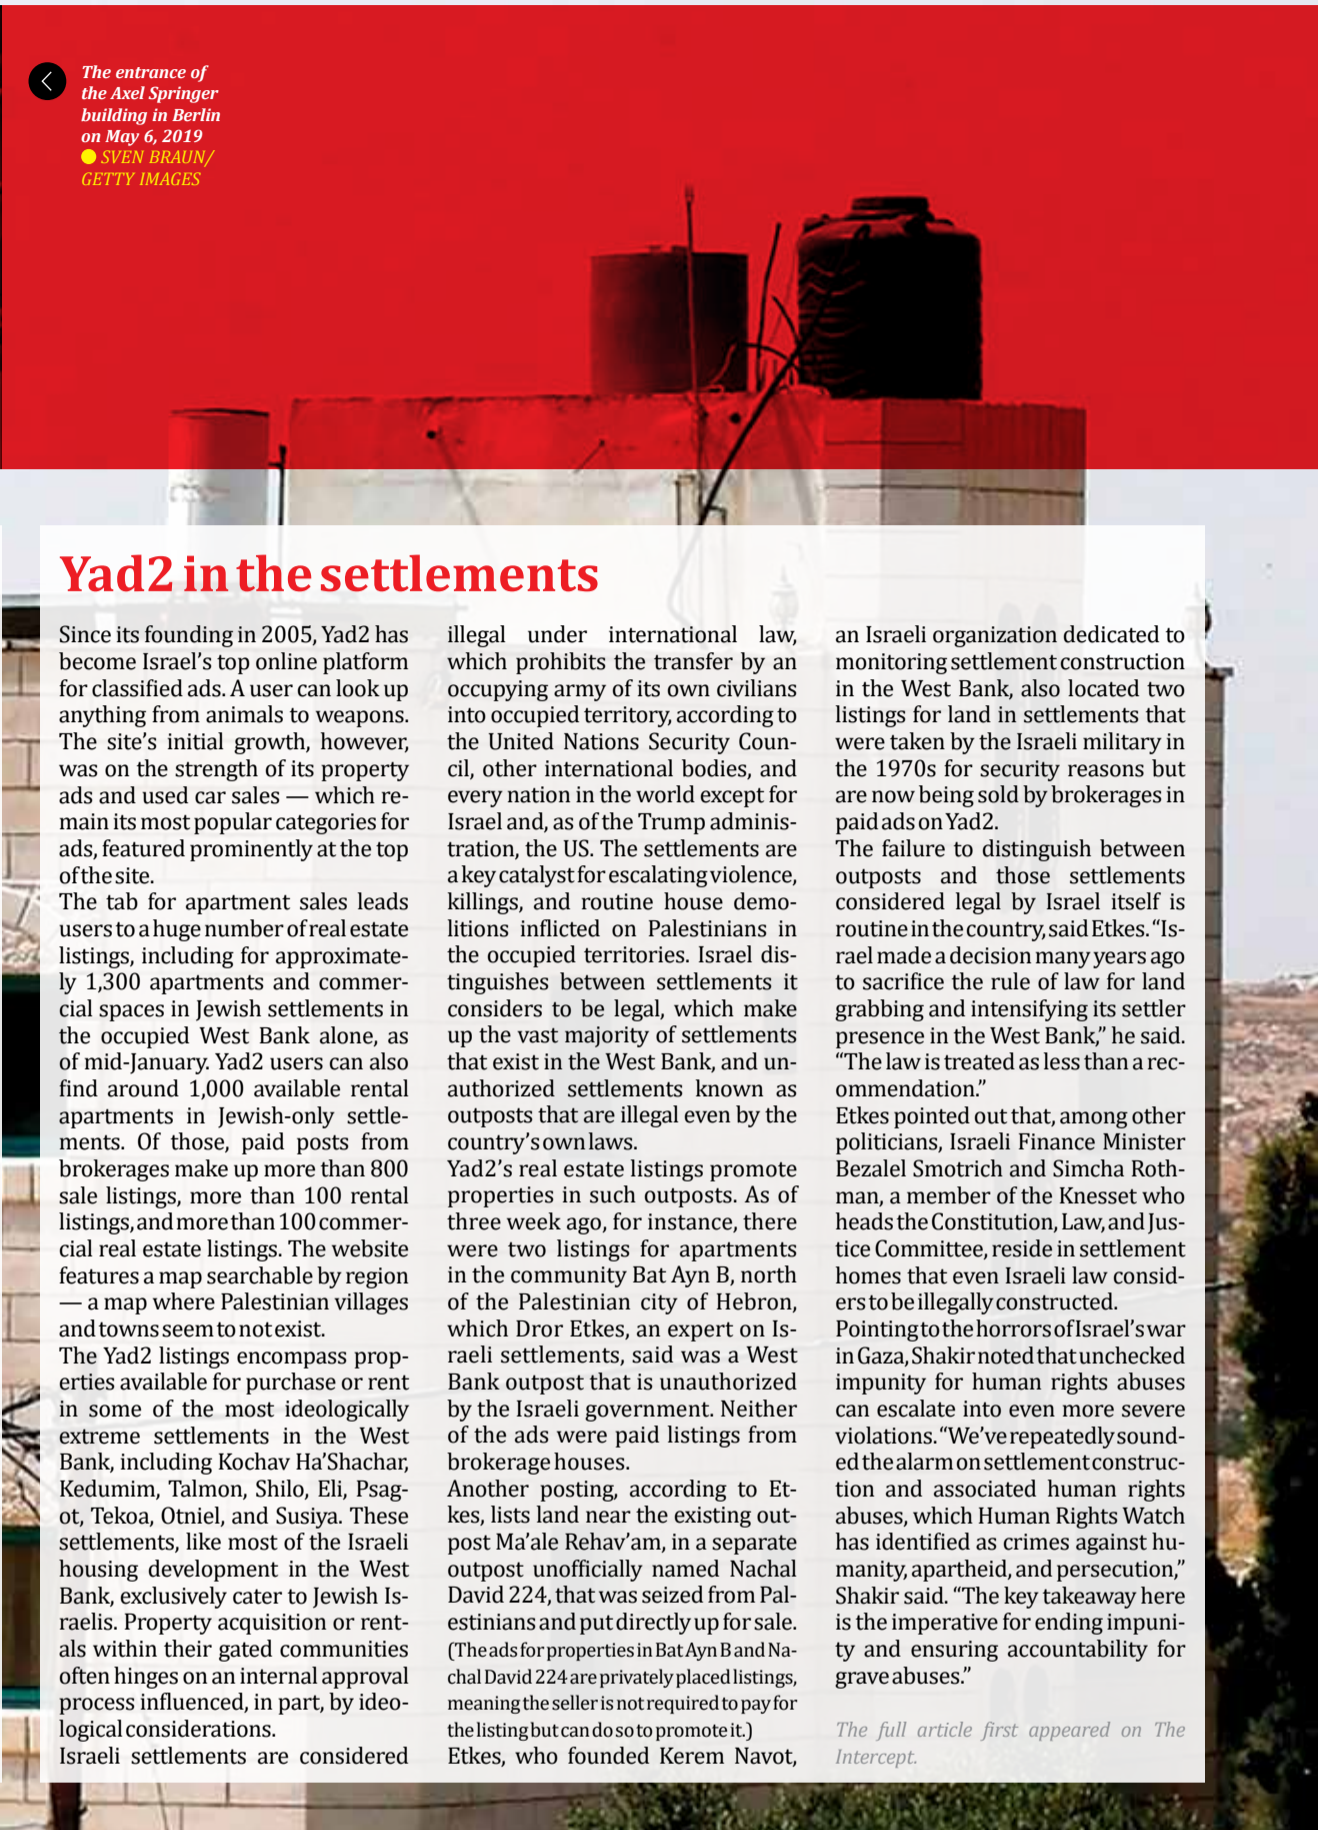 The entrance of
the Axel Springer
building in Berlin
on May 6, 2019
SVEN BRAUN/
GETTY IMAGES
Yad2 in the settlements
Since its founding in 2005, Yad2 has
become Israel's top online platform
for classified ads. A user can look up
anything from animals to weapons.
The site's initial growth, however,
was on the strength of its property
ads and used car sales — which re-
main its most popular categories for
ads, featured prominently at the top
of the site.
The tab for apartment sales leads
users to a huge number of real estate
listings, including for approximate-
ly 1,300 apartments and commer-
cial spaces in Jewish settlements in
the occupied West Bank alone, as
of mid-January. Yad2 users can also
find around 1,000 available rental
apartments in Jewish-only settle-
ments. Of those, paid posts from
brokerages make up more than 800
sale listings, more than 100 rental
listings, and more than 100 commer-
cial real estate listings. The website
features a map searchable by region
— a map where Palestinian villages
and towns seem to not exist.
The Yad2 listings encompass prop-
erties available for purchase or rent
in some of the most ideologically
extreme settlements in the West
Bank, including Kochav Ha'Shachar,
Kedumim, Talmon, Shilo, Eli, Psag-
ot, Tekoa, Otniel, and Susiya. These
settlements, like most of the Israeli
housing development in the West
Bank, exclusively cater to Jewish Is-
raelis. Property acquisition or rent-
als within their gated communities
often hinges on an internal approval
process influenced, in part, by ideo-
logical considerations.
Israeli settlements are considered
illegal under international law,
which prohibits the transfer by an
occupying army of its own civilians
into occupied territory, according to
the United Nations Security Coun-
cil, other international bodies, and
every nation in the world except for
Israel and, as of the Trump adminis-
tration, the US. The settlements are
a key catalyst for escalating violence,
killings, and routine house demo-
litions inflicted on Palestinians in
the occupied territories. Israel dis-
tinguishes between settlements it
considers to be legal, which make
up the vast majority of settlements
that exist in the West Bank, and un-
authorized settlements known as
outposts that are illegal even by the
country's own laws.
Yad2's real estate listings promote
properties in such outposts. As of
three week ago, for instance, there
were two listings for apartments
in the community Bat Ayn B, north
of the Palestinian city of Hebron,
which Dror Etkes, an expert on Is-
raeli settlements, said was a West
Bank outpost that is unauthorized
by the Israeli government. Neither
of the ads were paid listings from
brokerage houses.
Another posting, according to Et-
kes, lists land near the existing out-
post Ma'ale Rehav'am, in a separate
outpost unofficially named Nachal
David 224, that was seized from Pal-
estinians and put directly up for sale.
(The ads for properties in Bat Ayn B and Na-
chal David 224 are privately placed listings,
meaning the seller is not required to pay for
the listing but can do so to promote it.)
Etkes, who founded Kerem Navot,
an Israeli organization dedicated to
monitoring settlement construction
in the West Bank, also located two
listings for land in settlements that
were taken by the Israeli military in
the 1970s for security reasons but
are now being sold by brokerages in
paid ads on Yad2.
The failure to distinguish between
outposts and those settlements
considered legal by Israel itself is
routine in the country, said Etkes. "Is-
rael made a decision many years ago
to sacrifice the rule of law for land
grabbing and intensifying its settler
presence in the West Bank," he said.
"The law is treated as less than a rec-
ommendation."
Etkes pointed out that, among other
politicians, Israeli Finance Minister
Bezalel Smotrich and Simcha Roth-
man, a member of the Knesset who
heads the Constitution, Law, and Jus-
tice Committee, reside in settlement
homes that even Israeli law consid-
ers to be illegally constructed.
Pointing to the horrors of Israel's war
in Gaza, Shakir noted that unchecked
impunity for human rights abuses
can escalate into even more severe
violations. "We've repeatedly sound-
ed the alarm on settlement construc-
tion and associated human rights
abuses, which Human Rights Watch
has identified as crimes against hu-
manity, apartheid, and persecution,"
Shakir said. "The key takeaway here
is the imperative for ending impuni-
ty and ensuring accountability for
grave abuses."
The full article first appeared on The
Intercept.